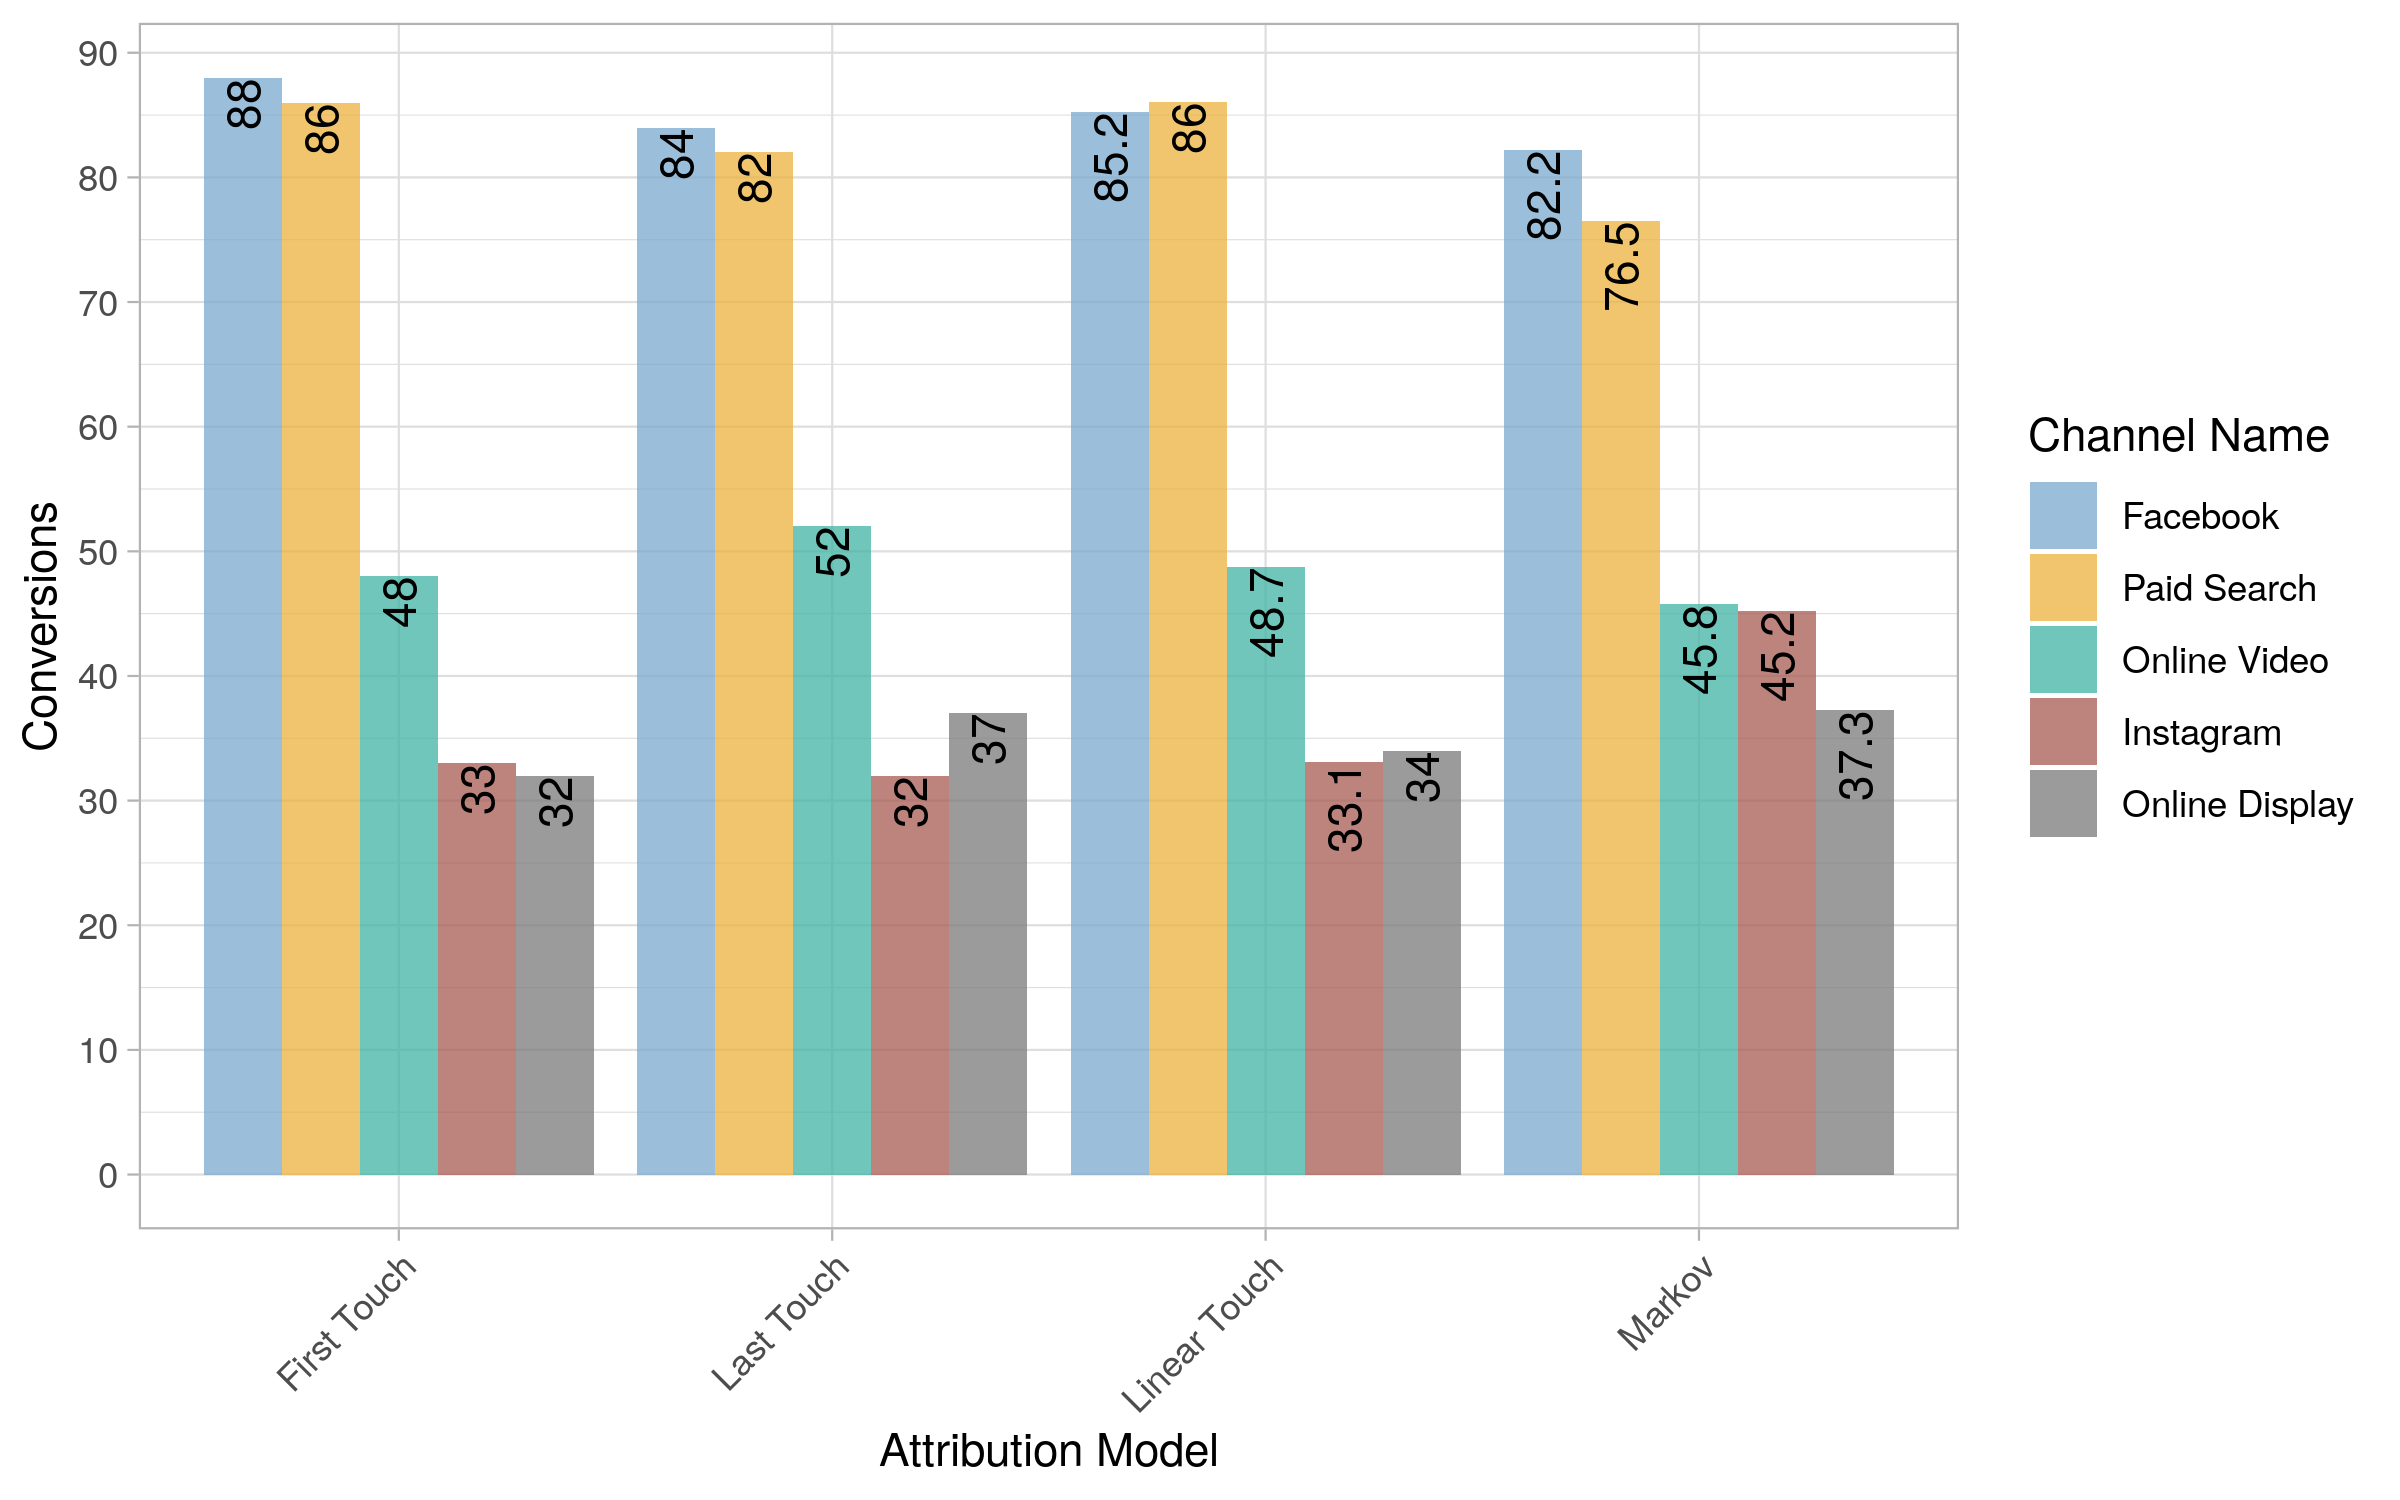 90
80
70
60
50
40
30
20
10
0
Conversions
88
86
48
33
32
84
82
52
32
37
85.2
86
48.7
33.1
34
82.2
76.5
45.8
45.2
37.3
First Touch
Last Touch
Linear Touch
Markov
Attribution Model
Channel Name
Facebook
Paid Search
Online Video
Instagram
Online Display